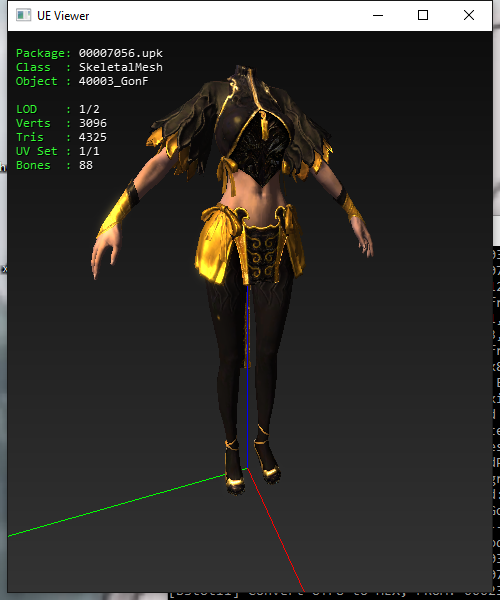 UE Viewer
Package: 00007056.upk
Class : SkeletalMesh
Object : 40003_GonF
LOD : 1/2
Verts : 3096
Tris : 4325
UV Set : 1/1
Bones : 88